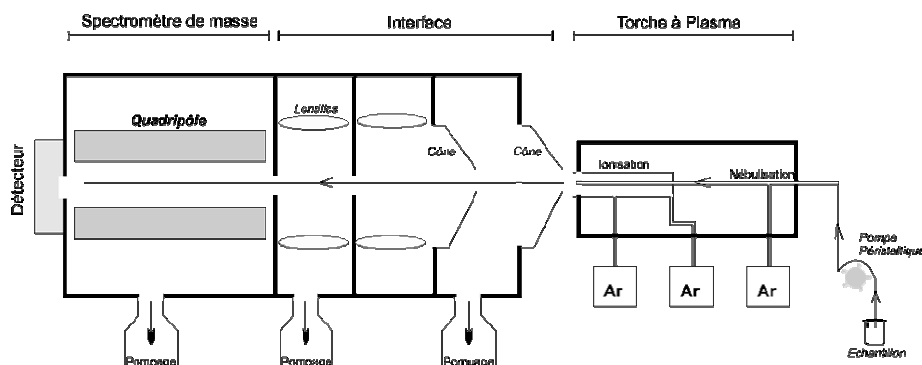 Spectromètre de masse
Interface
Torche à Plasma
Quadripôle
Lentilles
Cône
Cône
Ionisation
Nébulisation
Détecteur
Pompe
Péristaltique
Ar
Ar
Ar
Echantillon
Pompage
Pompage
Pompage